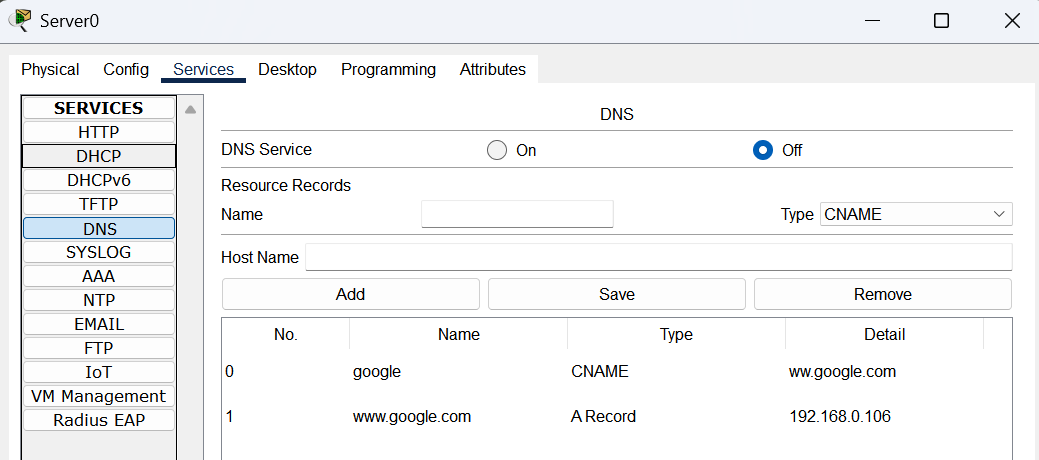 Server0
Physical Config Services Desktop Programming Attributes
SERVICES
HTTP
DHCP
DHCPv6
TFTP
DNS
SYSLOG
AAA
NTP
EMAIL
FTP
IoT
VM Management
Radius EAP
DNS
DNS Service On Off
Resource Records
Name Type CNAME
Host Name
Add Save Remove
No. Name Type Detail
0 google CNAME ww.google.com
1 www.google.com A Record 192.168.0.106